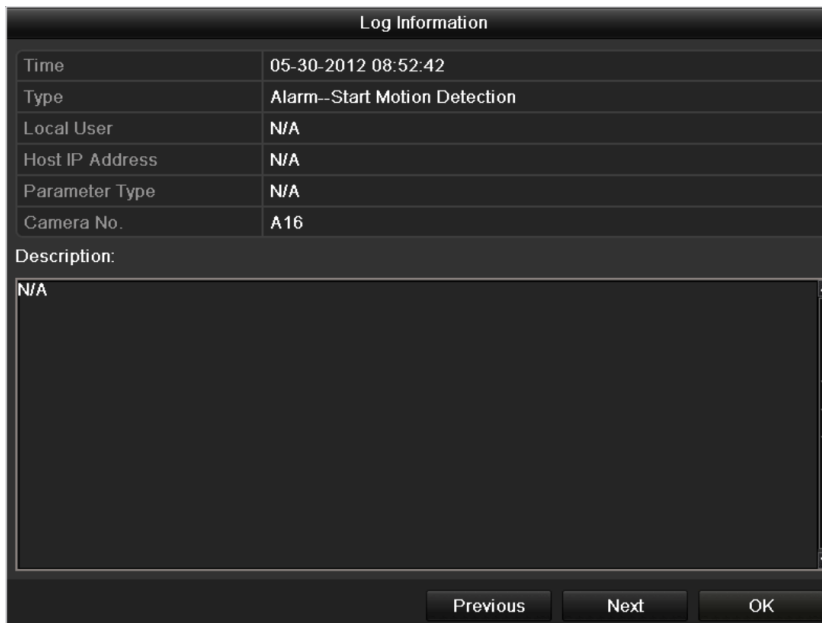 Log Information
Time 05-30-2012 08:52:42
Type Alarm--Start Motion Detection
Local User N/A
Host IP Address N/A
Parameter Type N/A
Camera No. A16
Description:
N/A
Previous Next OK